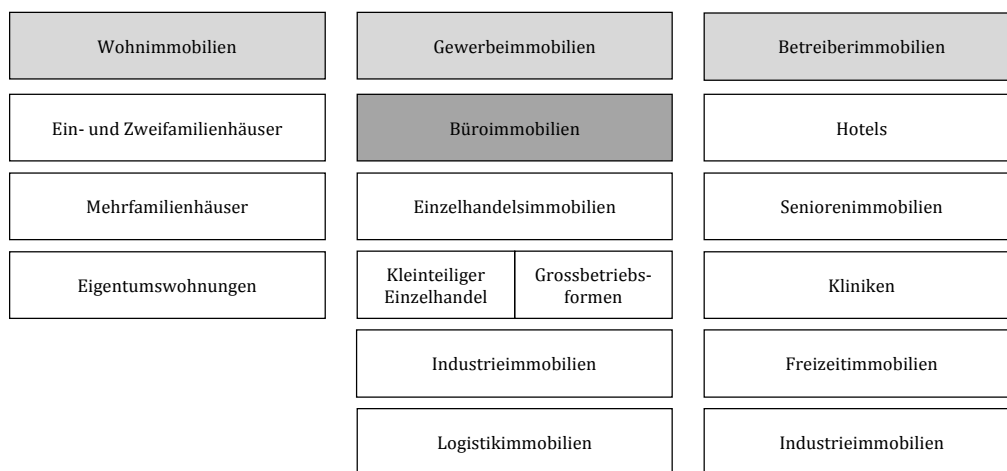 Wohnimmobilien
Gewerbeimmobilien
Betreiberimmobilien
Ein- und Zweifamilienhäuser
Büroimmobilien
Hotels
Mehrfamilienhäuser
Einzelhandelsimmobilien
Seniorenimmobilien
Eigentumswohnungen
Kleinteiliger
Einzelhandel
Grossbetriebs-
formen
Kliniken
Industrieimmobilien
Freizeitimmobilien
Logistikimmobilien
Industrieimmobilien